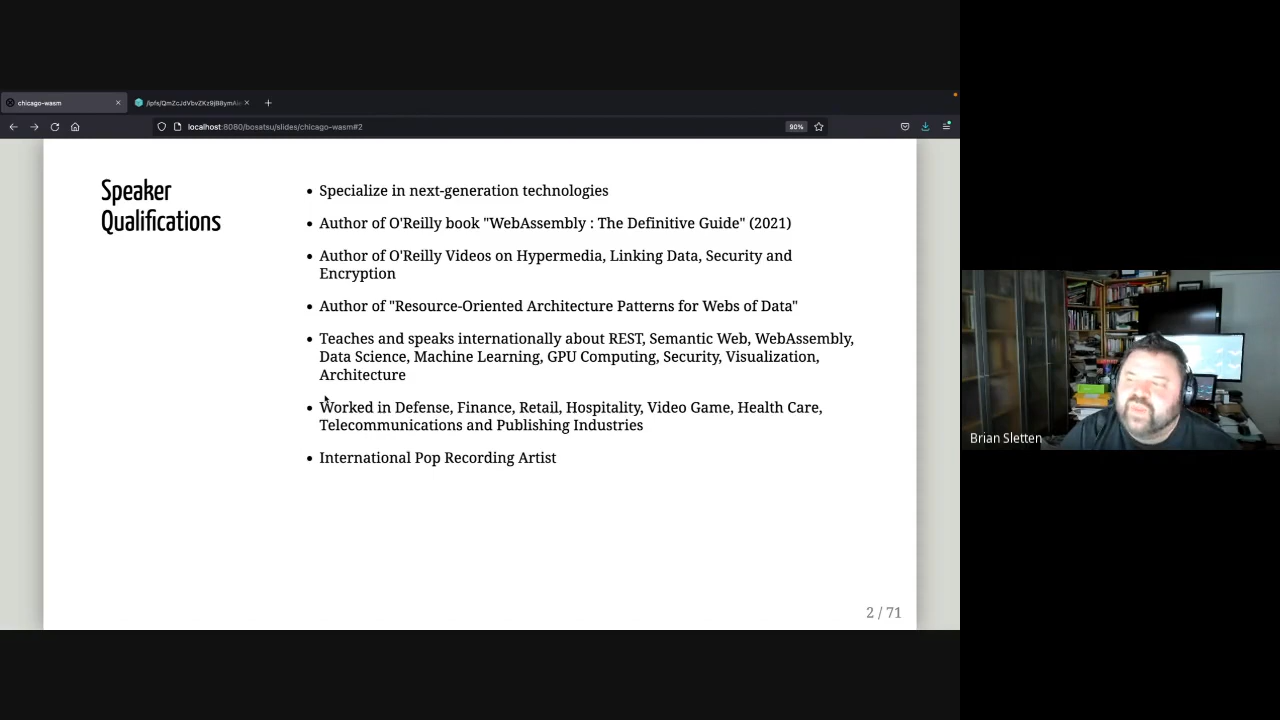 chicago-wasm
localhost:8080/bosatsu/slides/chicago-wasm#2
90%
Speaker
Qualifications
• Specialize in next-generation technologies
• Author of O'Reilly book "WebAssembly : The Definitive Guide" (2021)
• Author of O'Reilly Videos on Hypermedia, Linking Data, Security and
Encryption
• Author of "Resource-Oriented Architecture Patterns for Webs of Data"
• Teaches and speaks internationally about REST, Semantic Web, WebAssembly,
Data Science, Machine Learning, GPU Computing, Security, Visualization,
Architecture
• Worked in Defense, Finance, Retail, Hospitality, Video Game, Health Care,
Telecommunications and Publishing Industries
• International Pop Recording Artist
2 / 71
Brian Sletten